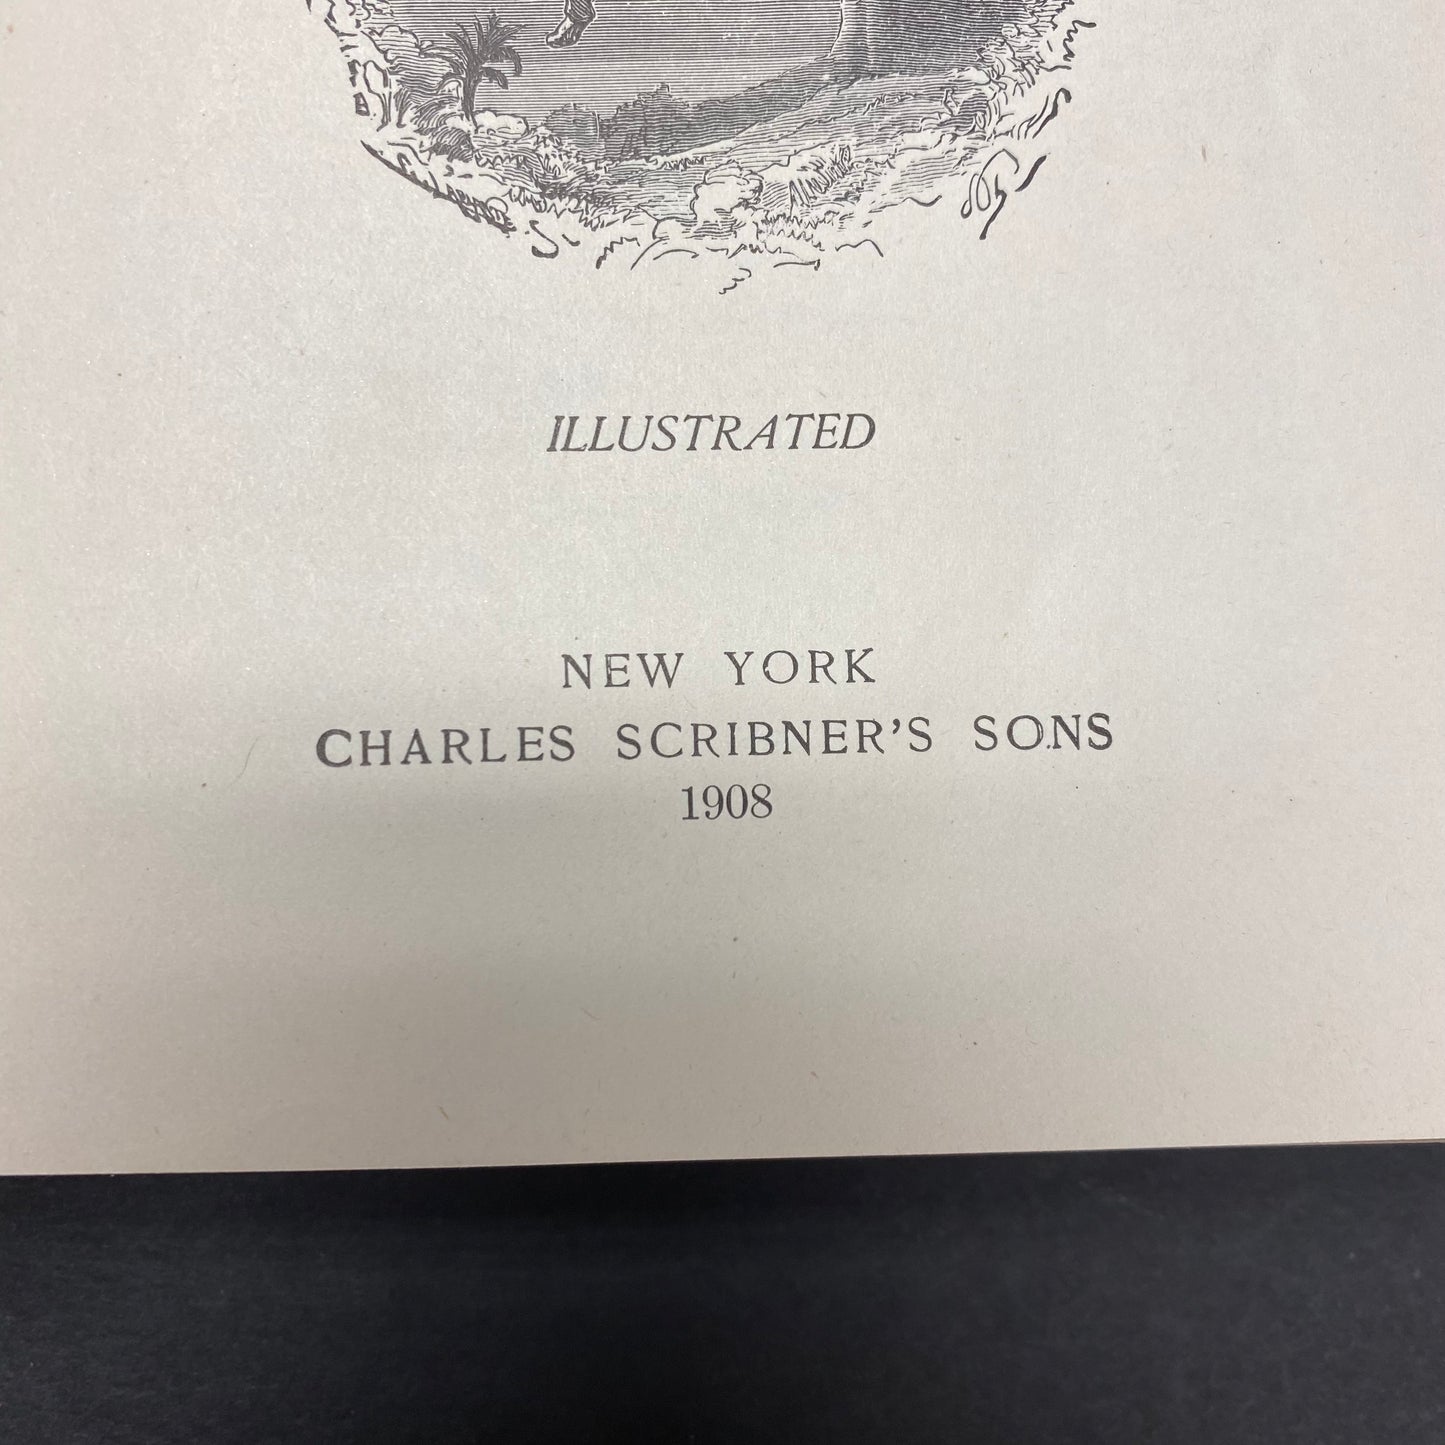 ILLUSTRATED
NEW YORK
CHARLES SCRIBNER'S SONS
1908